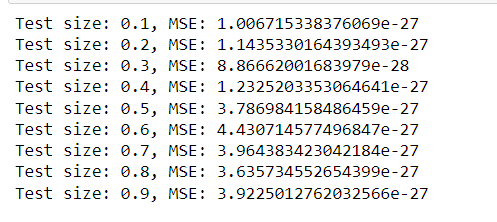 Test size: 0.1, MSE: 1.006715338376069e-27
Test size: 0.2, MSE: 1.1435330164393493e-27
Test size: 0.3, MSE: 8.86662001683979e-28
Test size: 0.4, MSE: 1.2325203353064641e-27
Test size: 0.5, MSE: 3.786984158486459e-27
Test size: 0.6, MSE: 4.430714577496847e-27
Test size: 0.7, MSE: 3.964383423042184e-27
Test size: 0.8, MSE: 3.635734552654399e-27
Test size: 0.9, MSE: 3.9225012762032566e-27